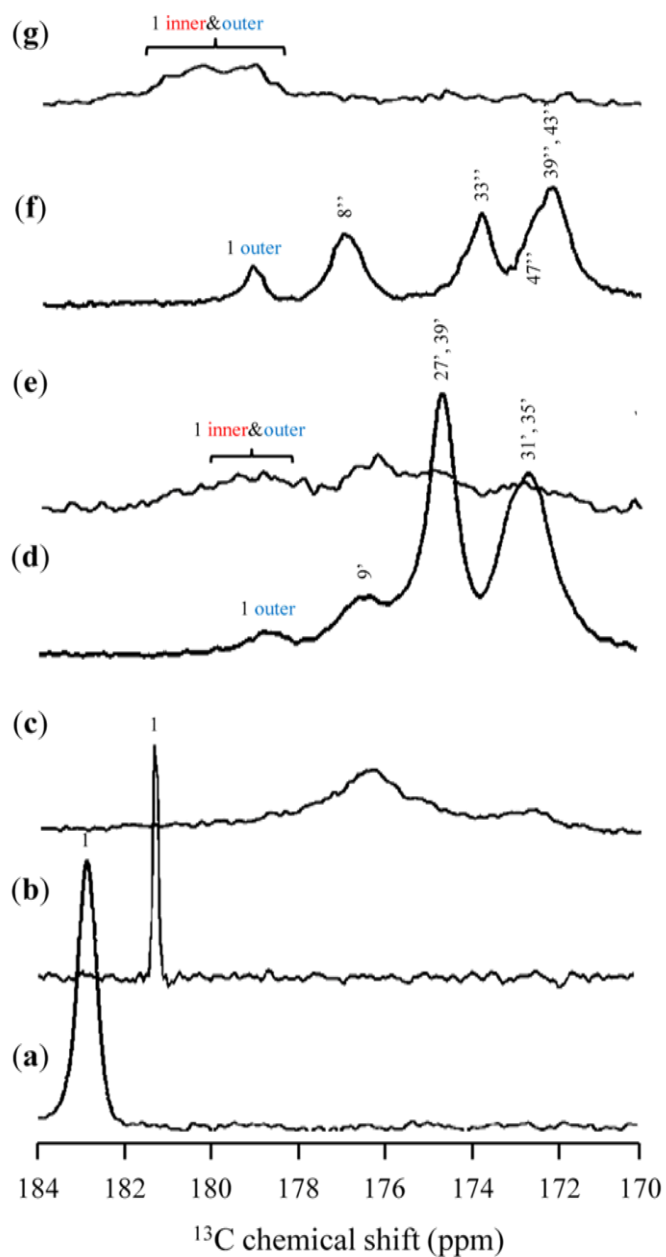 (g)
1 inner&outer
(f)
1 outer
8’’
33’’
47’’
39’’, 43’’
(e)
1 inner&outer
27’, 39’
31’, 35’
(d)
1 outer
9’
(c)
1
(b)
1
(a)
184 182 180 178 176 174 172 170
¹³C chemical shift (ppm)